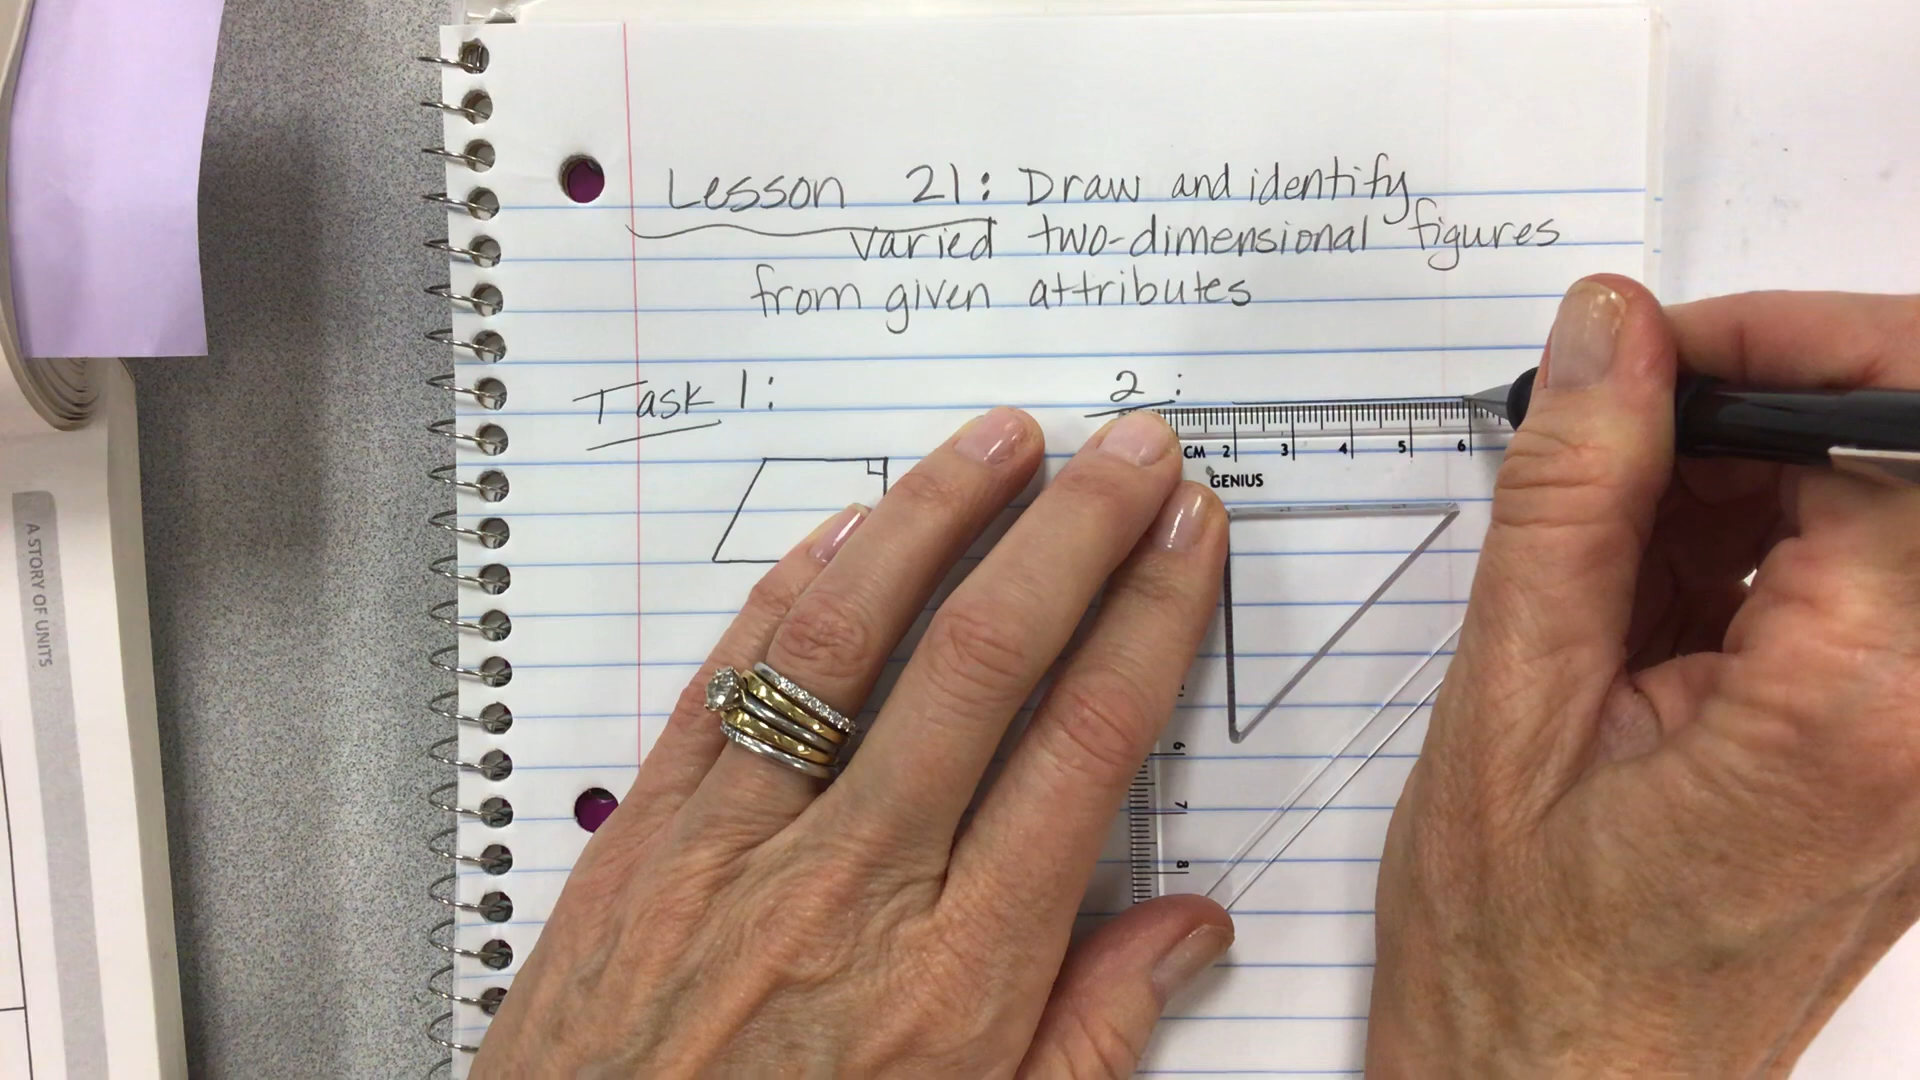 Lesson 21: Draw and identify
varied two-dimensional figures
from given attributes
Task 1:
2:
CM 2 3 4 5 6
GENIUS
6
7
8
A STORY OF UNITS